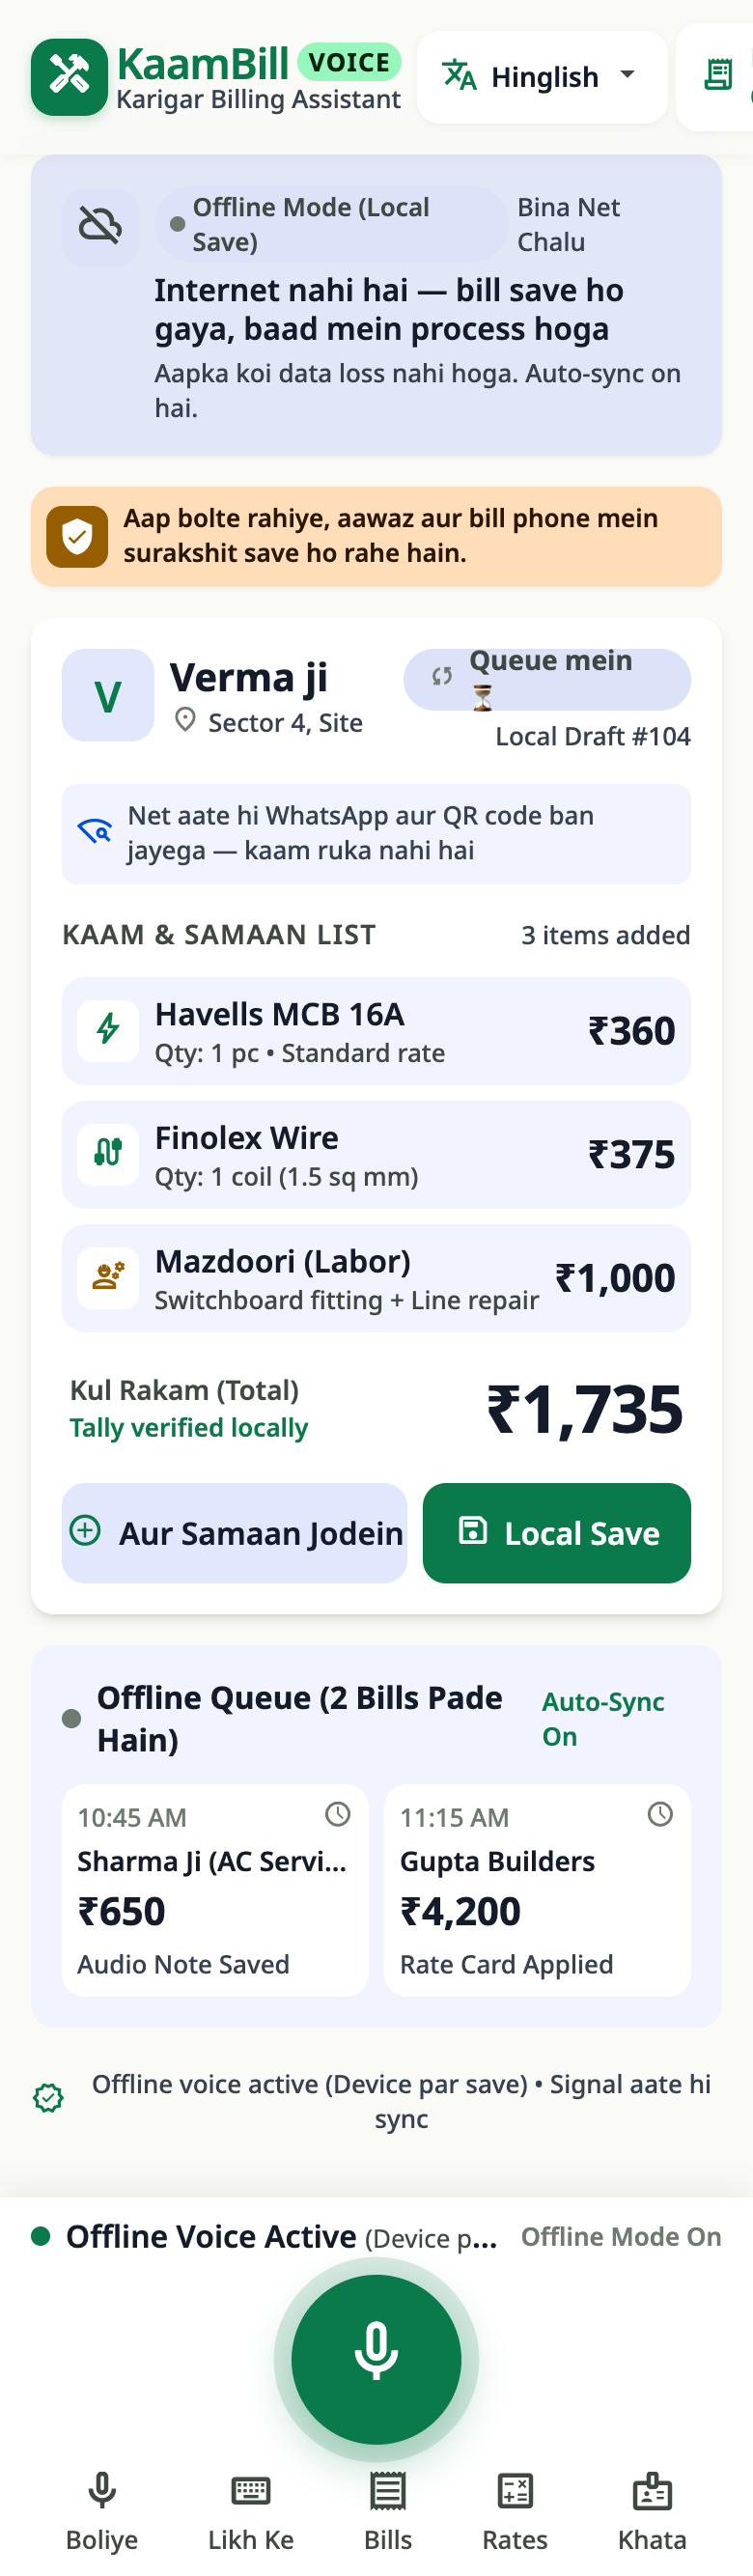 KaamBill VOICE
Karigar Billing Assistant
Hinglish
Offline Mode (Local
Save)
Bina Net
Chalu
Internet nahi hai — bill save ho
gaya, baad mein process hoga
Aapka koi data loss nahi hoga. Auto-sync on
hai.
Aap bolte rahiye, aawaz aur bill phone mein
surakshit save ho rahe hain.
V
Verma ji
Sector 4, Site
Queue mein
⏳
Local Draft #104
Net aate hi WhatsApp aur QR code ban
jayega — kaam ruka nahi hai
KAAM & SAMAAN LIST
3 items added
Havells MCB 16A
Qty: 1 pc • Standard rate
₹360
Finolex Wire
Qty: 1 coil (1.5 sq mm)
₹375
Mazdoori (Labor)
Switchboard fitting + Line repair
₹1,000
Kul Rakam (Total)
Tally verified locally
₹1,735
Aur Samaan Jodein
Local Save
Offline Queue (2 Bills Pade
Hain)
Auto-Sync
On
10:45 AM
Sharma Ji (AC Servi...
₹650
Audio Note Saved
11:15 AM
Gupta Builders
₹4,200
Rate Card Applied
Offline voice active (Device par save) • Signal aate hi
sync
Offline Voice Active (Device p...
Offline Mode On
Boliye
Likh Ke
Bills
Rates
Khata